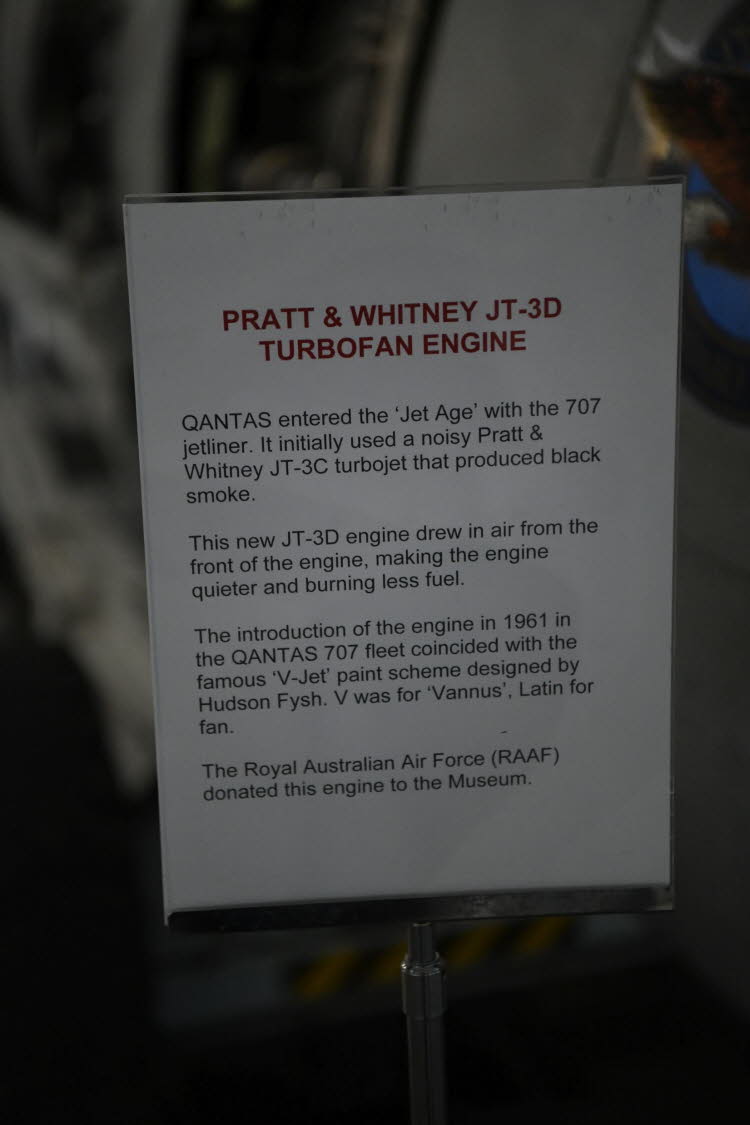 PRATT & WHITNEY JT-3D
TURBOFAN ENGINE
QANTAS entered the ‘Jet Age’ with the 707
jetliner. It initially used a noisy Pratt &
Whitney JT-3C turbojet that produced black
smoke.
This new JT-3D engine drew in air from the
front of the engine, making the engine
quieter and burning less fuel.
The introduction of the engine in 1961 in
the QANTAS 707 fleet coincided with the
famous ‘V-Jet’ paint scheme designed by
Hudson Fysh. V was for ‘Vannus’, Latin for
fan.
The Royal Australian Air Force (RAAF)
donated this engine to the Museum.